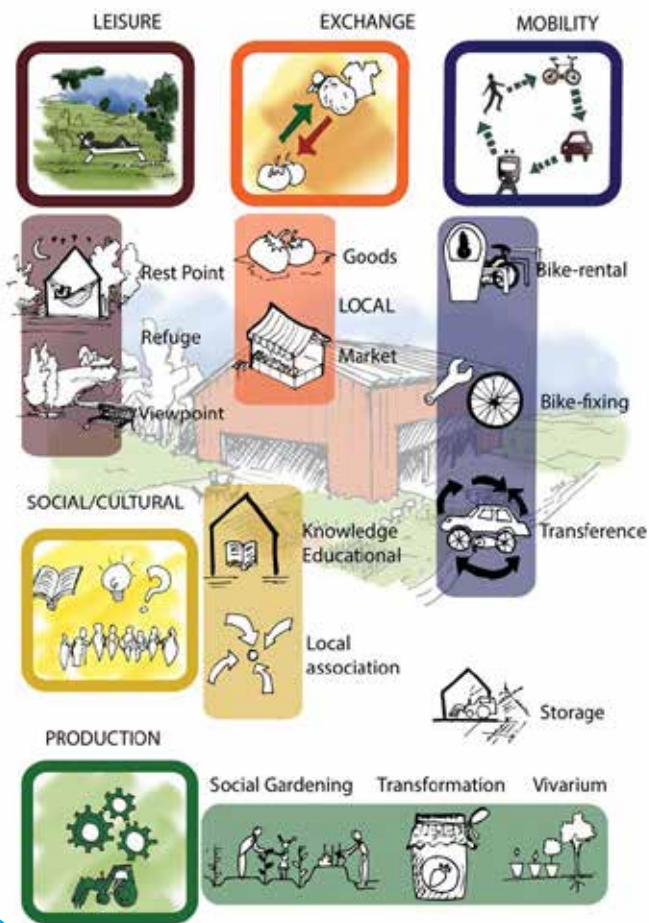 LEISURE
EXCHANGE
MOBILITY
Rest Point
Refuge
Viewpoint
Goods
LOCAL
Market
Bike-rental
Bike-fixing
Transference
SOCIAL/CULTURAL
Knowledge
Educational
Local
association
Storage
PRODUCTION
Social Gardening
Transformation
Vivarium